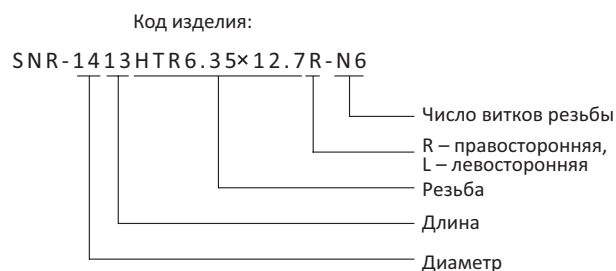 Код изделия:
SNR-1413HTR6.35×12.7R-N6
Число витков резьбы
R – правосторонняя,
L – левосторонняя
Резьба
Длина
Диаметр